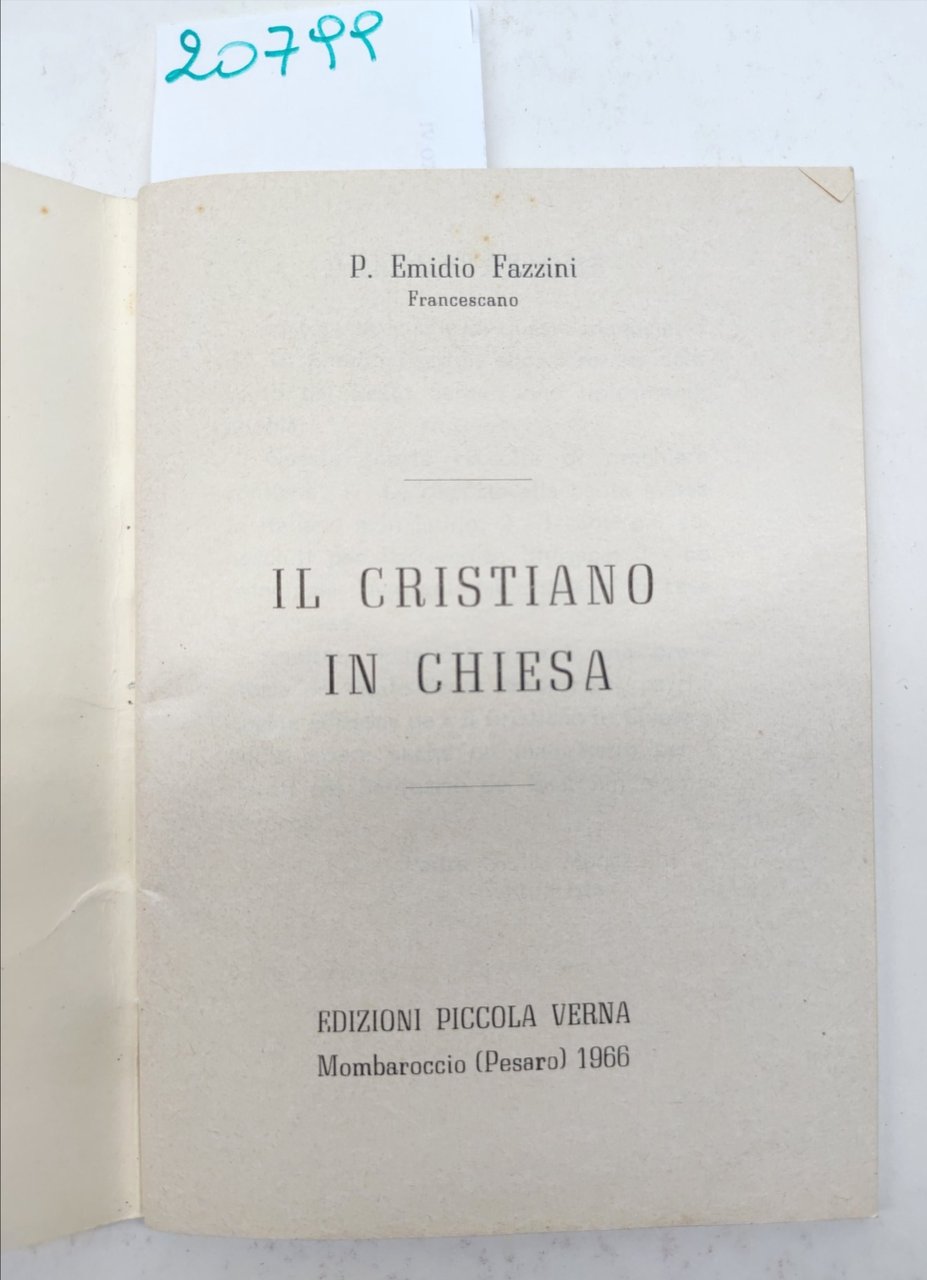 20799
P. Emidio Fazzini
Francescano
IL CRISTIANO
IN CHIESA
EDIZIONI PICCOLA VERNA
Mombaroccio (Pesaro) 1966